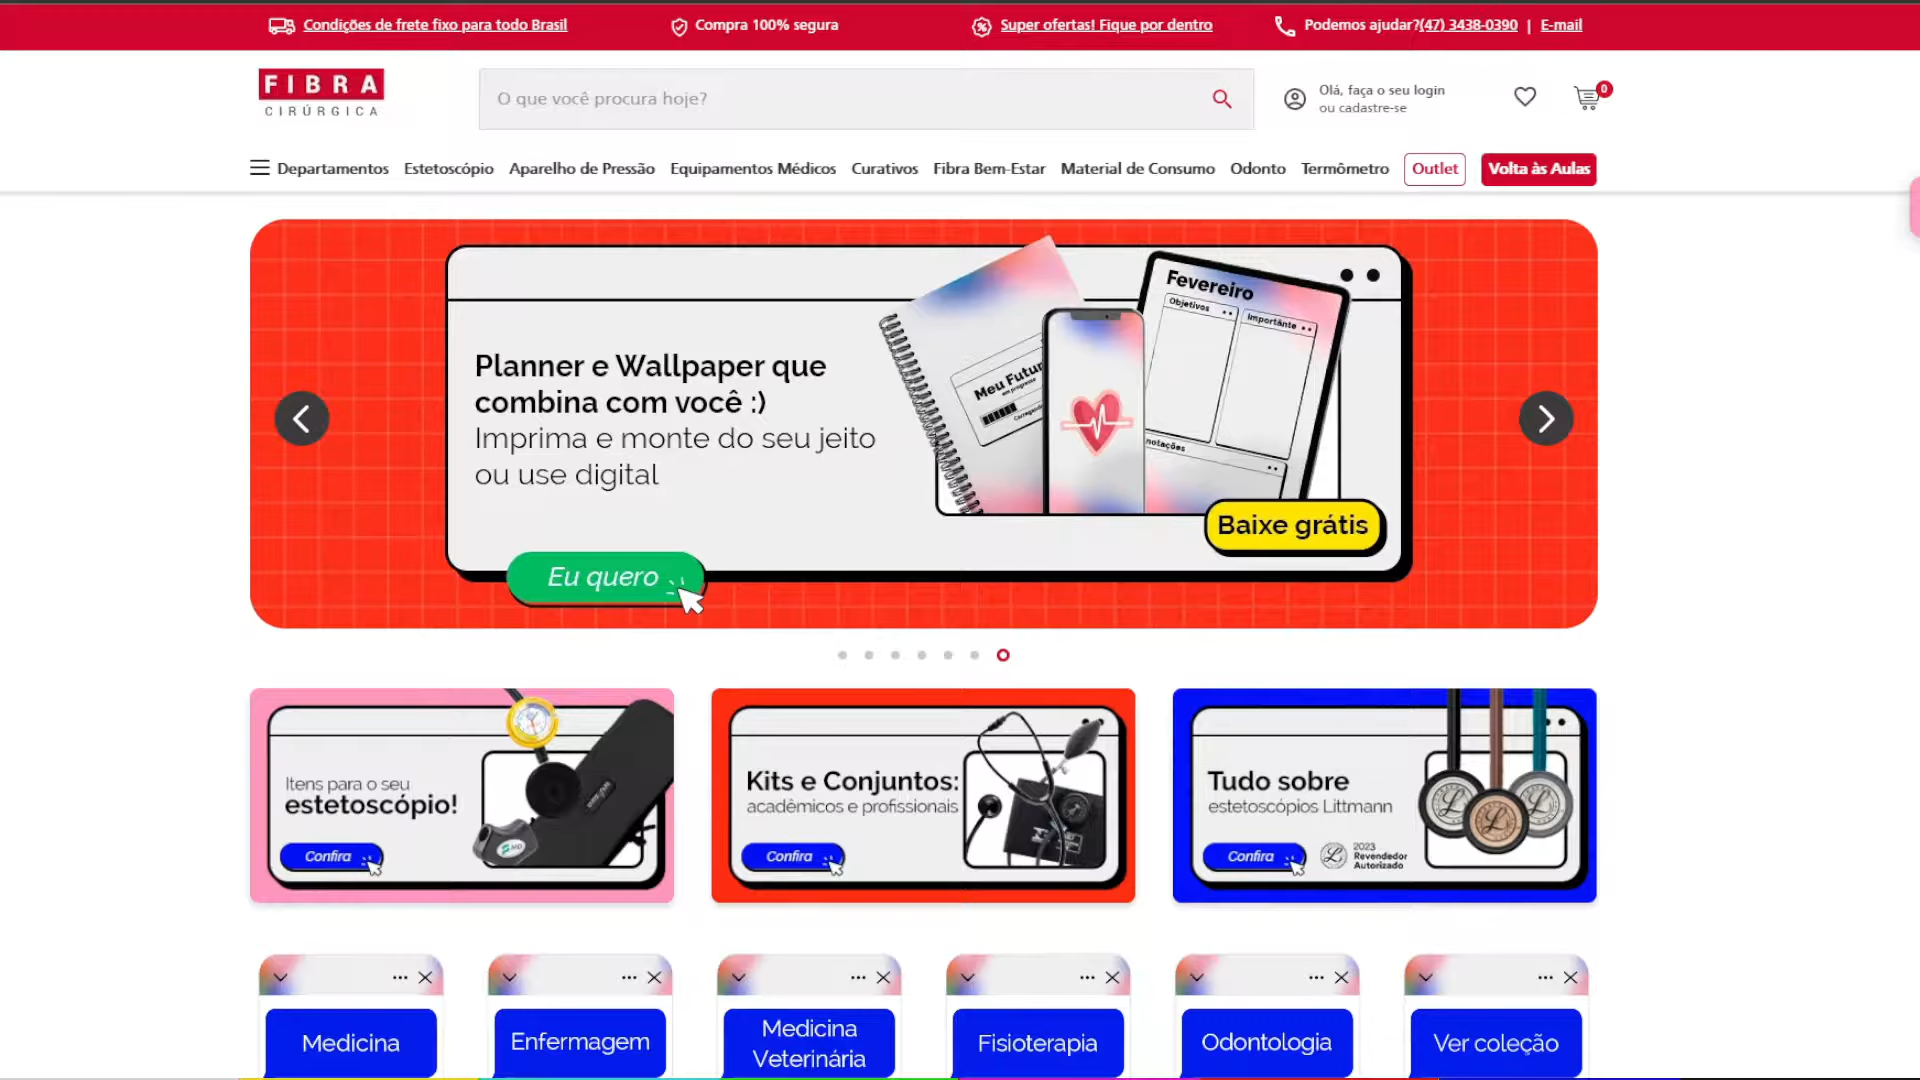 Condições de frete fixo para todo Brasil
Compra 100% segura
Super ofertas! Fique por dentro
Podemos ajudar?(47) 3438-0390 | E-mail
FIBRA
CIRÚRGICA
O que você procura hoje?
Olá, faça o seu login
ou cadastre-se
0
Departamentos
Estetoscópio
Aparelho de Pressão
Equipamentos Médicos
Curativos
Fibra Bem-Estar
Material de Consumo
Odonto
Termômetro
Outlet
Volta às Aulas
Planner e Wallpaper que
combina com você :)
Imprima e monte do seu jeito
ou use digital
Meu Futur
em progresso
Fevereiro
Objetivos
Importânte
notações
Baixe grátis
Eu quero
Itens para o seu
estetoscópio!
Confira
MD
Kits e Conjuntos:
acadêmicos e profissionais
Confira
Tudo sobre
estetoscópios Littmann
Confira
2023
Revendedor
Autorizado
Medicina
Enfermagem
Medicina
Veterinária
Fisioterapia
Odontologia
Ver coleção